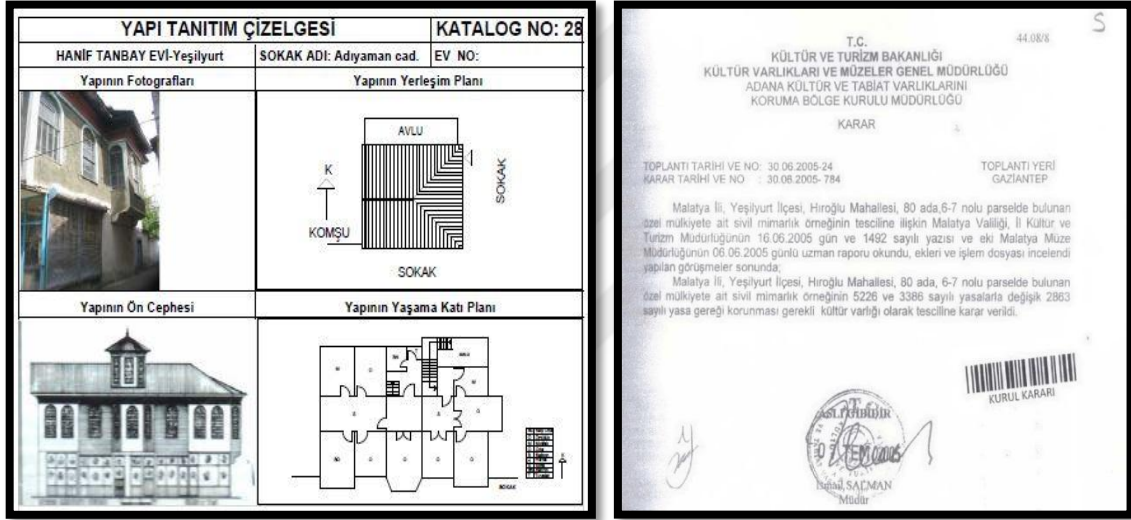 YAPI TANITIM ÇİZELGESİ
KATALOG NO: 28
HANİF TANBAY EVİ-Yeşilyurt
SOKAK ADI: Adıyaman cad.
EV NO:
Yapının Fotografları
Yapının Yerleşim Planı
AVLU
K
SOKAK
KOMŞU
SOKAK
Yapının Ön Cephesi
Yapının Yaşama Katı Planı
SOKAK
S
44.08/8
T.C.
KÜLTÜR VE TURİZM BAKANLIĞI
KÜLTÜR VARLIKLARI VE MÜZELER GENEL MÜDÜRLÜĞÜ
ADANA KÜLTÜR VE TABİAT VARLIKLARINI
KORUMA BÖLGE KURULU MÜDÜRLÜĞÜ
KARAR
TOPLANTI TARİHİ VE NO: 30.06.2005-24
TOPLANTI YERİ
KARAR TARİHİ VE NO : 30.06.2005- 784
GAZİANTEP
Malatya İli, Yeşilyurt İlçesi, Hıroğlu Mahallesi, 80 ada,6-7 nolu parselde bulunan
özel mülkiyete ait sivil mimarlık örneğinin tesciline ilişkin Malatya Valiliği, İl Kültür ve
Turizm Müdürlüğünün 16.06.2005 gün ve 1492 sayılı yazısı ve eki Malatya Müze
Müdürlüğünün 06.06.2005 günlü uzman raporu okundu, ekleri ve işlem dosyası incelendi
yapılan görüşmeler sonunda;
Malatya İli, Yeşilyurt İlçesi, Hıroğlu Mahallesi, 80 ada, 6-7 nolu parselde bulunan
özel mülkiyete ait sivil mimarlık örneğinin 5226 ve 3386 sayılı yasalarla değişik 2863
sayılı yasa gereği korunması gerekli kültür varlığı olarak tesciline karar verildi.
KURUL KARARI
ASLI GİBİDİR
TEM 2005
İsmail SALMAN
Müdür